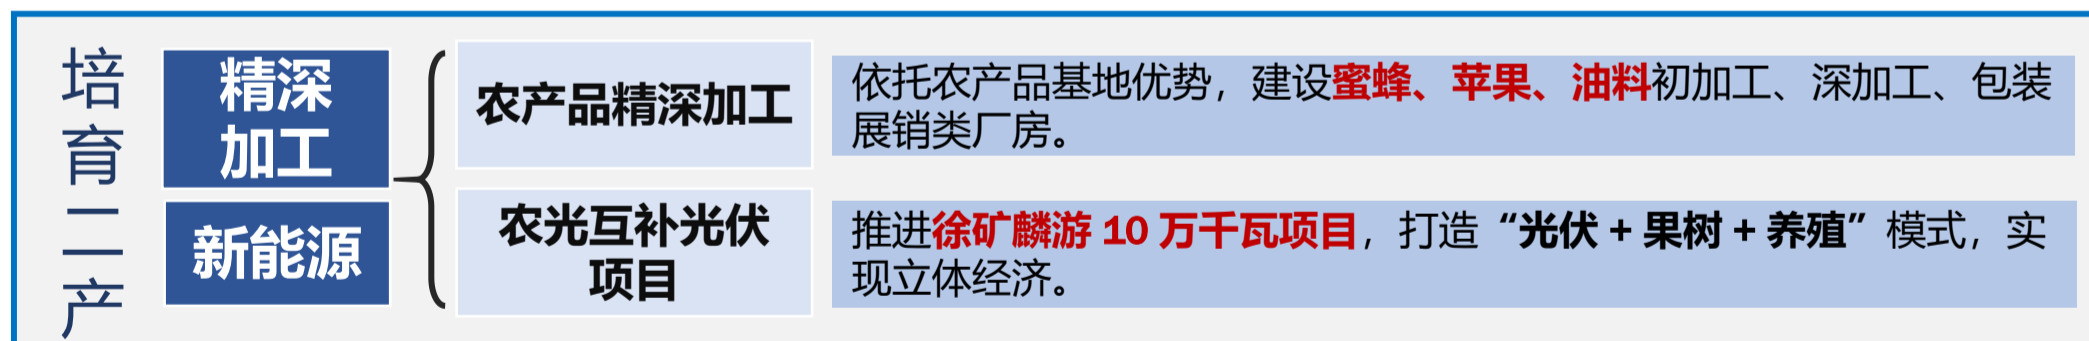 培育二产
精深
加工
农产品精深加工
依托农产品基地优势，建设蜜蜂、苹果、油料初加工、深加工、包装
展销类厂房。
新能源
农光互补光伏
项目
推进徐矿麟游 10 万千瓦项目，打造“光伏 + 果树 + 养殖”模式，实
现立体经济。